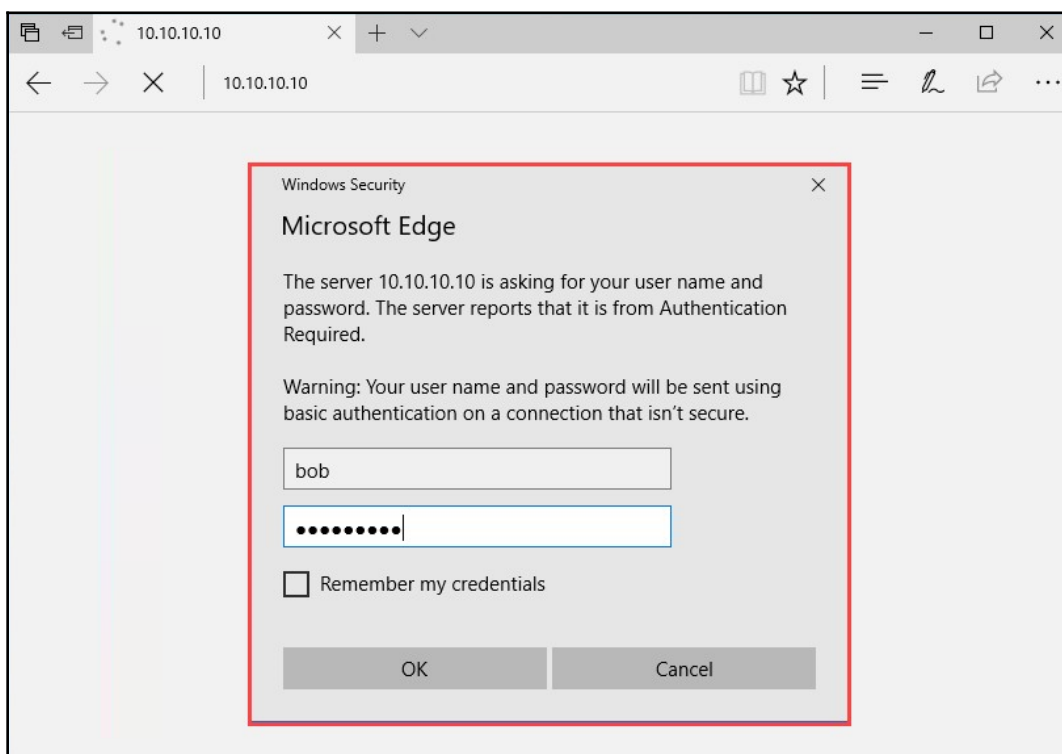 10.10.10.10
10.10.10.10
Windows Security
Microsoft Edge
The server 10.10.10.10 is asking for your user name and
password. The server reports that it is from Authentication
Required.
Warning: Your user name and password will be sent using
basic authentication on a connection that isn't secure.
bob
•••••••••
Remember my credentials
OK Cancel